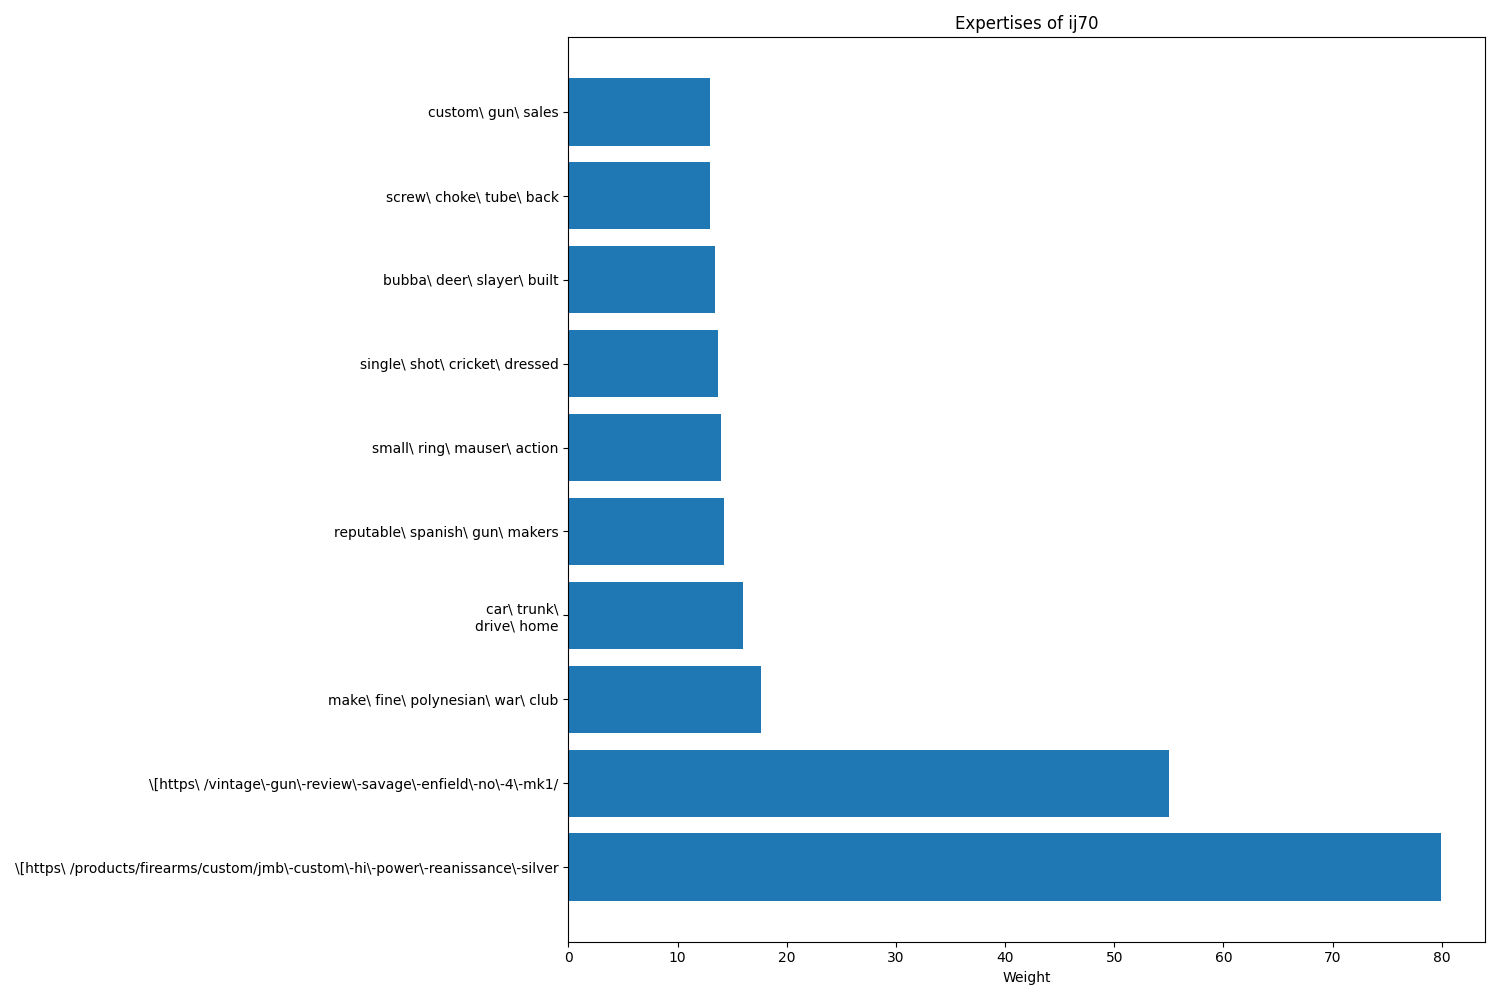 Expertises of ij70
custom\ gun\ sales
screw\ choke\ tube\ back
bubba\ deer\ slayer\ built
single\ shot\ cricket\ dressed
small\ ring\ mauser\ action
reputable\ spanish\ gun\ makers
car\ trunk\
drive\ home
make\ fine\ polynesian\ war\ club
\[https\ /vintage\-gun\-review\-savage\-enfield\-no\-4\-mk1/
\[https\ /products/firearms/custom/jmb\-custom\-hi\-power\-reanissance\-silver
0 10 20 30 40 50 60 70 80
Weight